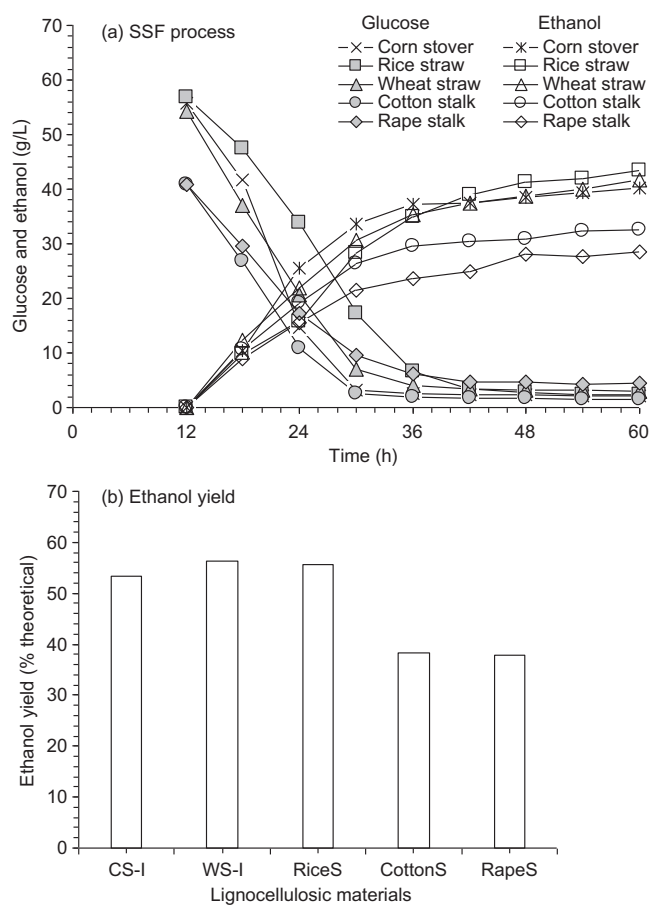 (a) SSF process
Glucose Ethanol
Corn stover Corn stover
Rice straw Rice straw
Wheat straw Wheat straw
Cotton stalk Cotton stalk
Rape stalk Rape stalk
Glucose and ethanol (g/L)
70
60
50
40
30
20
10
0
0 12 24 36 48 60
Time (h)
(b) Ethanol yield
Ethanol yield (% theoretical)
70
60
50
40
30
20
10
0
CS-I WS-I RiceS CottonS RapeS
Lignocellulosic materials